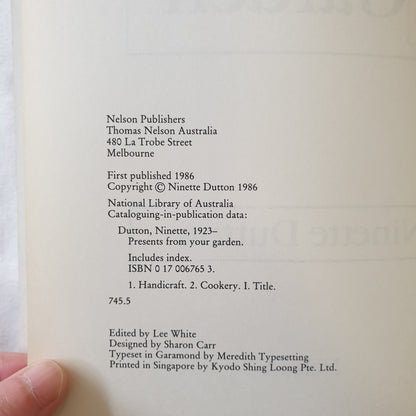 Garden
Ninette Dutt
Nelson Publishers
Thomas Nelson Australia
480 La Trobe Street
Melbourne
First published 1986
Copyright © Ninette Dutton 1986
National Library of Australia
Cataloguing-in-publication data:
Dutton, Ninette, 1923–
Presents from your garden.
Includes index.
ISBN 0 17 006765 3.
1. Handicraft. 2. Cookery. I. Title.
745.5
Edited by Lee White
Designed by Sharon Carr
Typeset in Garamond by Meredith Typesetting
Printed in Singapore by Kyodo Shing Loong Pte. Ltd.